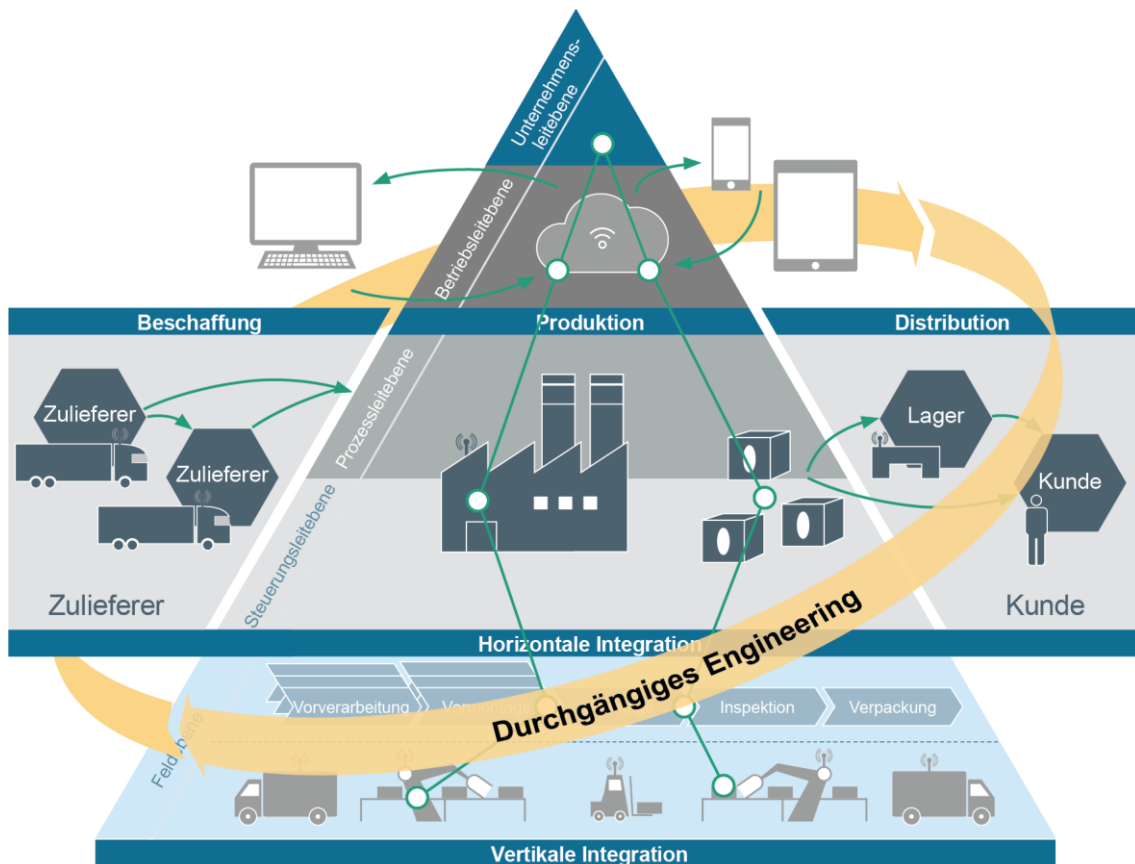 Unternehmens-
leitebene
Betriebsleitebene
Beschaffung
Produktion
Distribution
Prozessleitebene
Zulieferer
Zulieferer
Lager
Kunde
Steuerungsleitebene
Zulieferer
Kunde
Horizontale Integration
Durchgängiges Engineering
Vorverarbeitung
Inspektion
Verpackung
Feldebene
Vertikale Integration